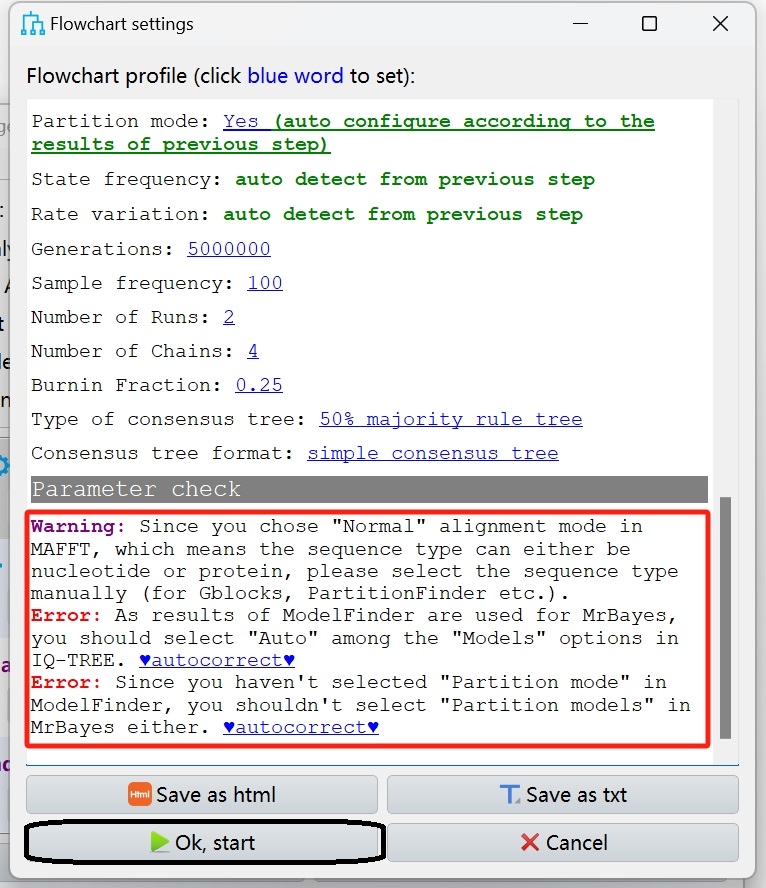 Flowchart settings
Flowchart profile (click blue word to set):
Partition mode: Yes (auto configure according to the
results of previous step)
State frequency: auto detect from previous step
Rate variation: auto detect from previous step
Generations: 5000000
Sample frequency: 100
Number of Runs: 2
Number of Chains: 4
Burnin Fraction: 0.25
Type of consensus tree: 50% majority rule tree
Consensus tree format: simple consensus tree
Parameter check
Warning: Since you chose "Normal" alignment mode in
MAFFT, which means the sequence type can either be
nucleotide or protein, please select the sequence type
manually (for Gblocks, PartitionFinder etc.).
Error: As results of ModelFinder are used for MrBayes,
you should select "Auto" among the "Models" options in
IQ-TREE. ♥autocorrect♥
Error: Since you haven't selected "Partition mode" in
ModelFinder, you shouldn't select "Partition models" in
MrBayes either. ♥autocorrect♥
Html Save as html
Save as txt
Ok, start
Cancel